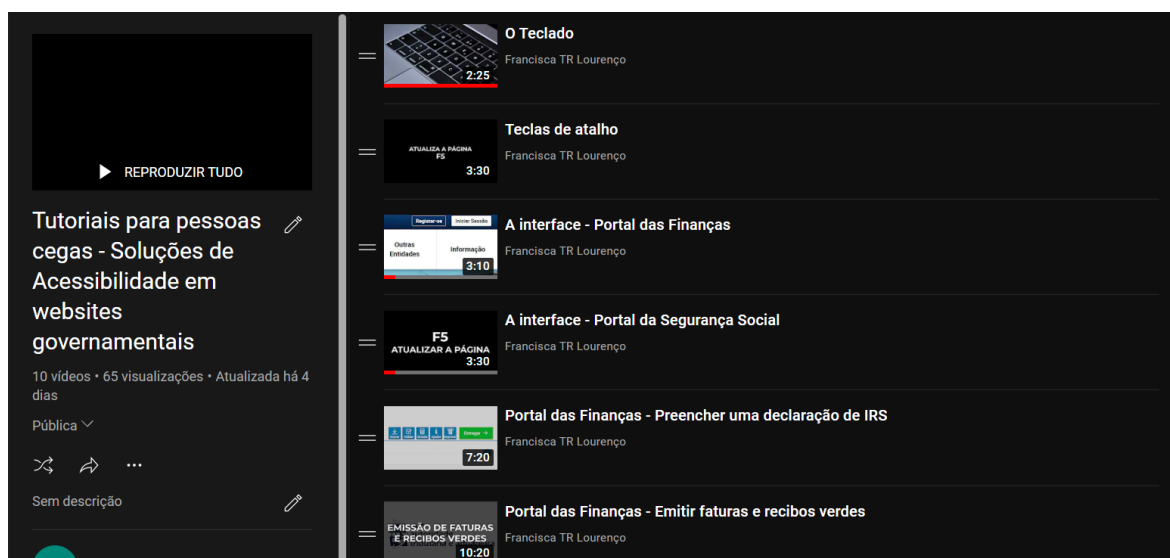 REPRODUZIR TUDO
Tutoriais para pessoas
cegas - Soluções de
Acessibilidade em
websites
governamentais
10 vídeos • 65 visualizações • Atualizada há 4
dias
Pública
Sem descrição
2:25
O Teclado
Francisca TR Lourenço
ATUALIZA A PÁGINA
F5
3:30
Teclas de atalho
Francisca TR Lourenço
Registar-se
Iniciar Sessão
Outras
Entidades
Informação
3:10
A interface - Portal das Finanças
Francisca TR Lourenço
F5
ATUALIZAR A PÁGINA
3:30
A interface - Portal da Segurança Social
Francisca TR Lourenço
Entregar
7:20
Portal das Finanças - Preencher uma declaração de IRS
Francisca TR Lourenço
EMISSÃO DE FATURAS
E RECIBOS VERDES
10:20
Portal das Finanças - Emitir faturas e recibos verdes
Francisca TR Lourenço